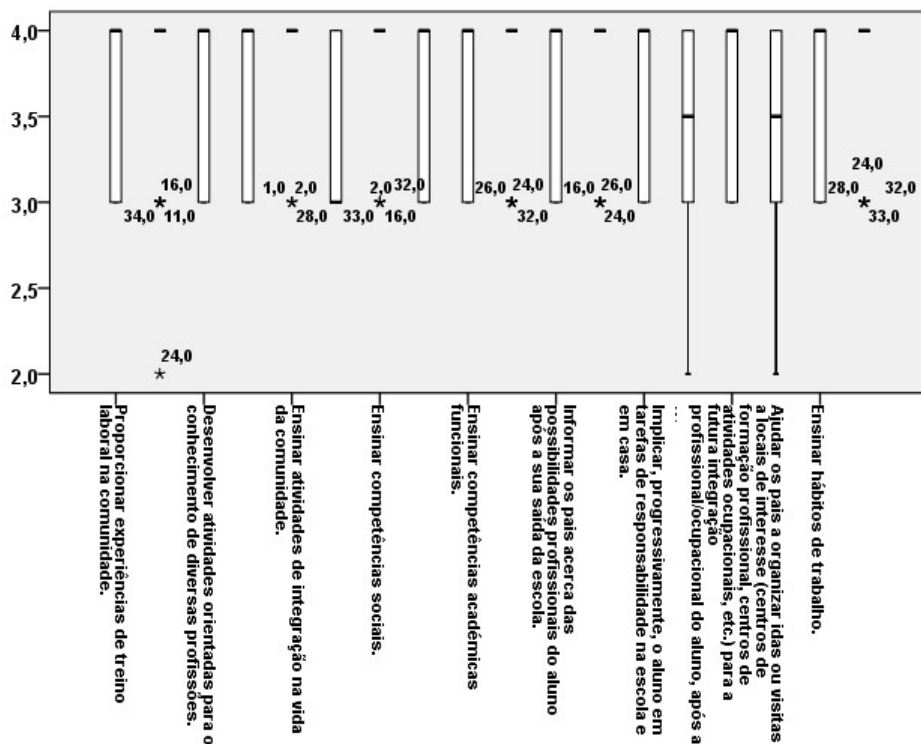 4,0
3,5
3,0
2,5
2,0
16,0
34,0
11,0
24,0
1,0
2,0
28,0
2,0
32,0
33,0
16,0
26,0
24,0
32,0
16,0
26,0
24,0
24,0
28,0
32,0
33,0
Proporcionar experiências de treino
laboral na comunidade.
Desenvolver atividades orientadas para o
conhecimento de diversas profissões.
Ensinar atividades de integração na vida
da comunidade.
Ensinar competências sociais.
Ensinar competências académicas
funcionais.
Informar os pais acerca das
possibilidades profissionais do aluno
após a sua saída da escola.
Implicar, progressivamente, o aluno em
tarefas de responsabilidade na escola e
em casa.
Ajudar os pais a organizar idas ou visitas
a locais de interesse (centros de
formação profissional, centros de
atividades ocupacionais, etc.) para a
futura integração
profissional/ocupacional do aluno, após a
Ensinar hábitos de trabalho.